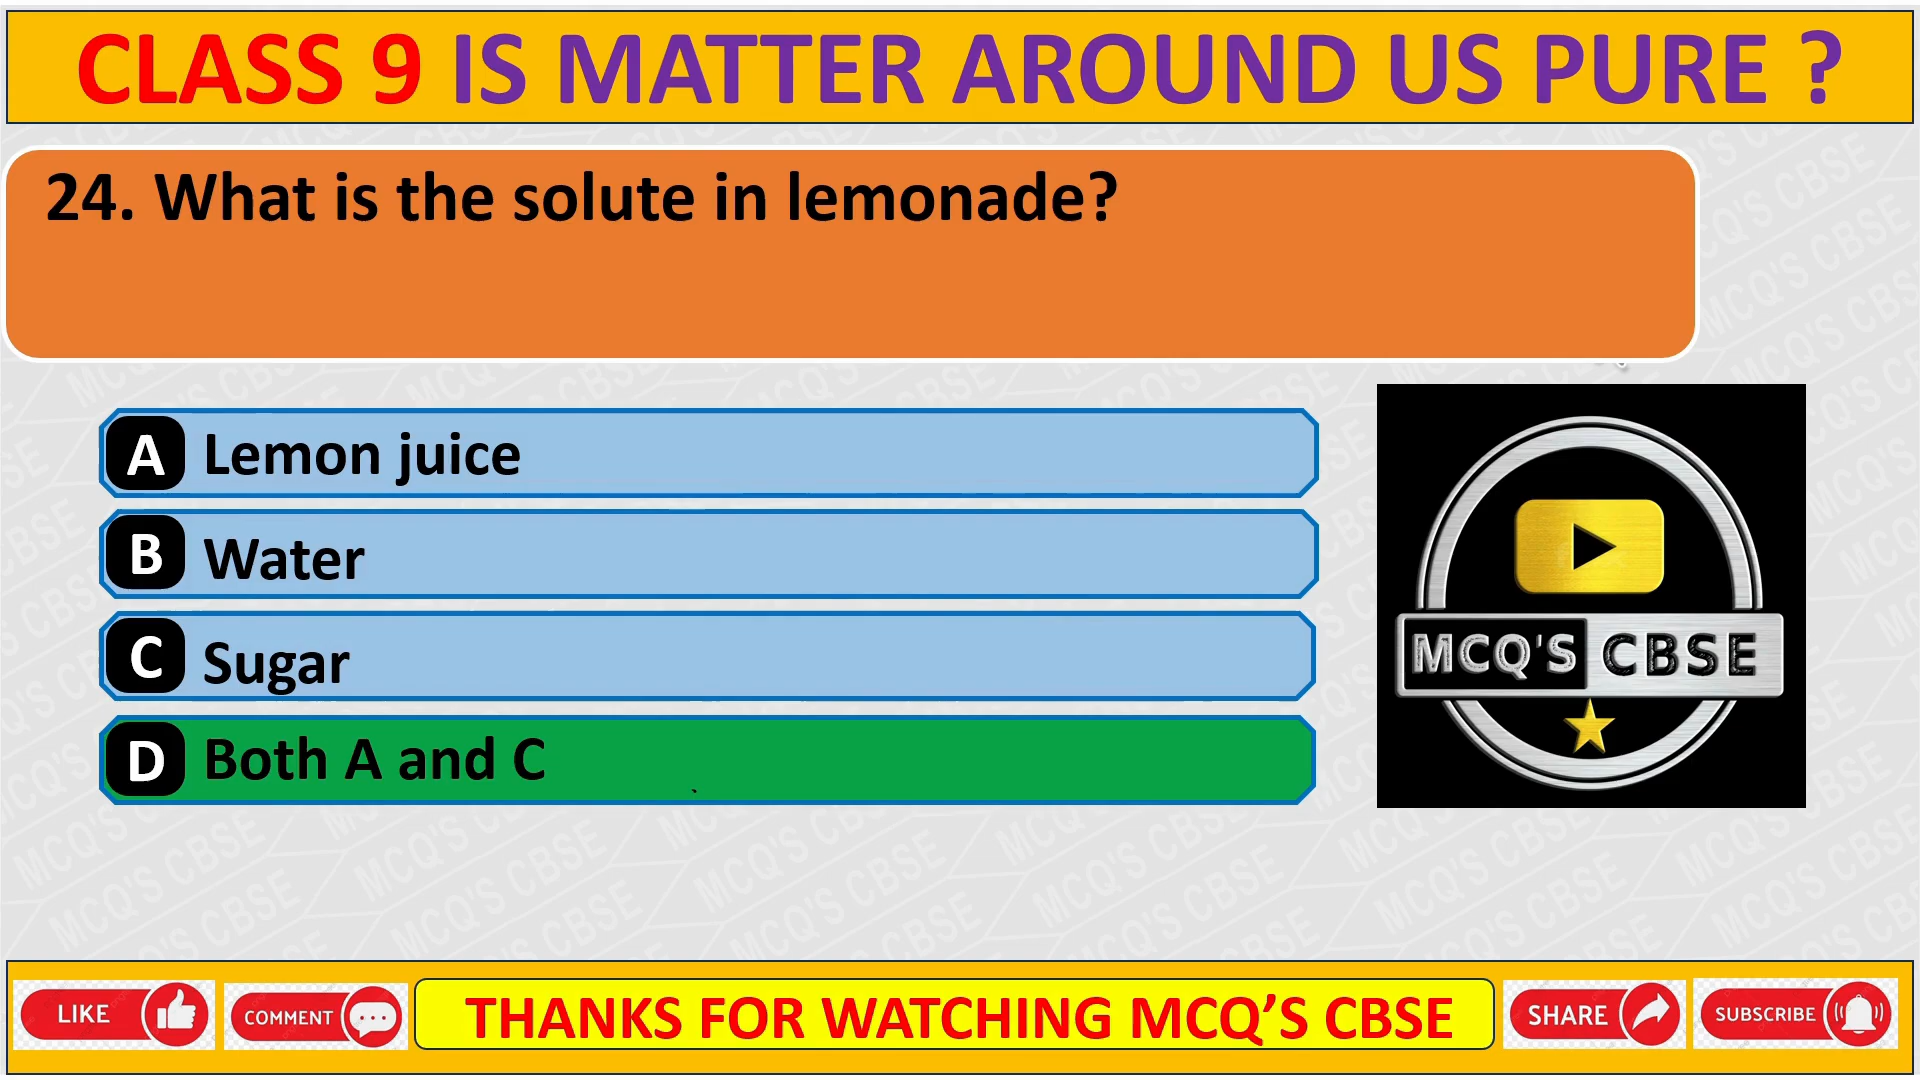 CLASS 9 IS MATTER AROUND US PURE ?
24. What is the solute in lemonade?
A Lemon juice
B Water
C Sugar
D Both A and C
MCQ'S CBSE
LIKE
COMMENT
THANKS FOR WATCHING MCQ’S CBSE
SHARE
SUBSCRIBE